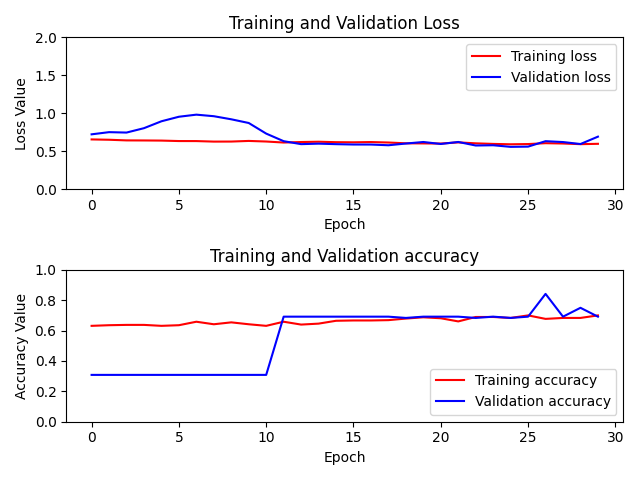 Training and Validation Loss
2.0
1.5
1.0
0.5
0.0
Loss Value
Training loss
Validation loss
0 5 10 15 20 25 30
Epoch
Training and Validation accuracy
1.0
0.8
0.6
0.4
0.2
0.0
Accuracy Value
Training accuracy
Validation accuracy
0 5 10 15 20 25 30
Epoch